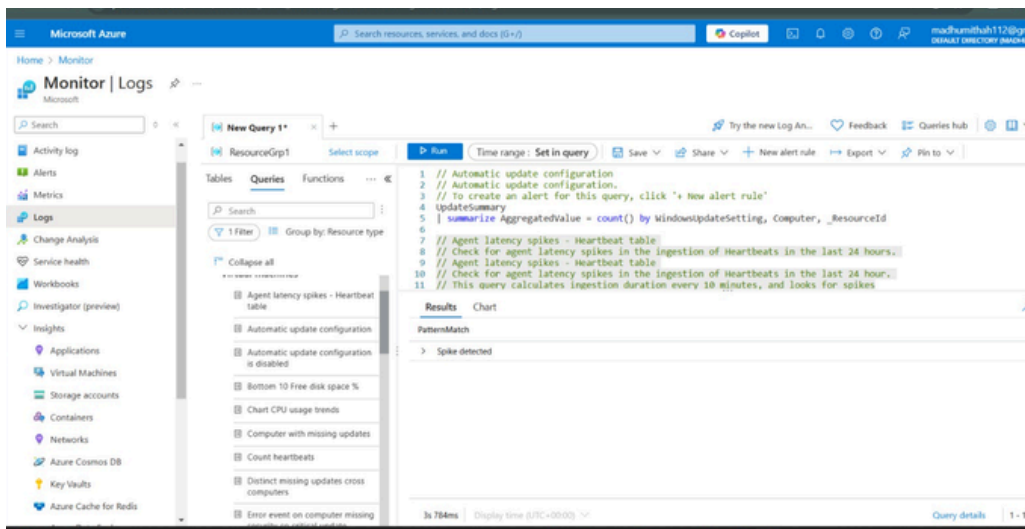 Microsoft Azure
Search resources, services, and docs (G+/)
Copilot
madhumithah112@g
DEFAULT DIRECTORY
Home > Monitor
Monitor | Logs
Microsoft
Search
Activity log
Alerts
Metrics
Logs
Change Analysis
Service health
Workbooks
Investigator (preview)
Insights
Applications
Virtual Machines
Storage accounts
Containers
Networks
Azure Cosmos DB
Key Vaults
Azure Cache for Redis
New Query 1*
Try the new Log An...
Feedback
Queries hub
ResourceGrp1
Select scope
Run
Time range : Set in query
Save
Share
New alert rule
Export
Pin to
Tables
Queries
Functions
Search
1 Filter
Group by: Resource type
Collapse all
Agent latency spikes - Heartbeat
table
Automatic update configuration
Automatic update configuration
is disabled
Bottom 10 Free disk space %
Chart CPU usage trends
Computer with missing updates
Count heartbeats
Distinct missing updates cross
computers
Error event on computer missing
1 // Automatic update configuration
2 // Automatic update configuration.
3 // To create an alert for this query, click '+ New alert rule'
4 UpdateSummary
5 | summarize AggregatedValue = count() by WindowsUpdateSetting, Computer, _ResourceId
6
7 // Agent latency spikes - Heartbeat table
8 // Check for agent latency spikes in the ingestion of Heartbeats in the last 24 hours.
9 // Agent latency spikes - Heartbeat table
10 // Check for agent latency spikes in the ingestion of Heartbeats in the last 24 hour.
11 // This query calculates ingestion duration every 10 minutes, and looks for spikes
Results
Chart
PatternMatch
> Spike detected
3s 784ms
Display time (UTC+00:00)
Query details
1 - 1